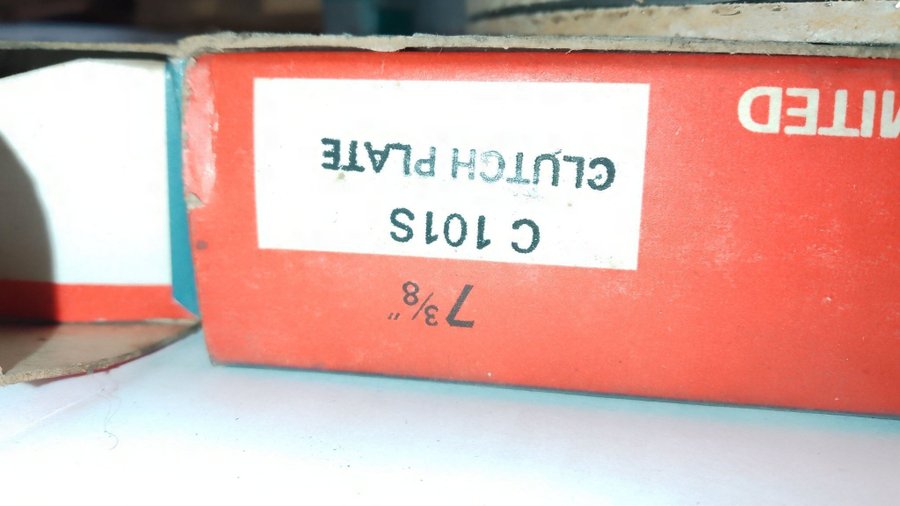 7 3/8"
C 101S
CLUTCH PLATE
MITED